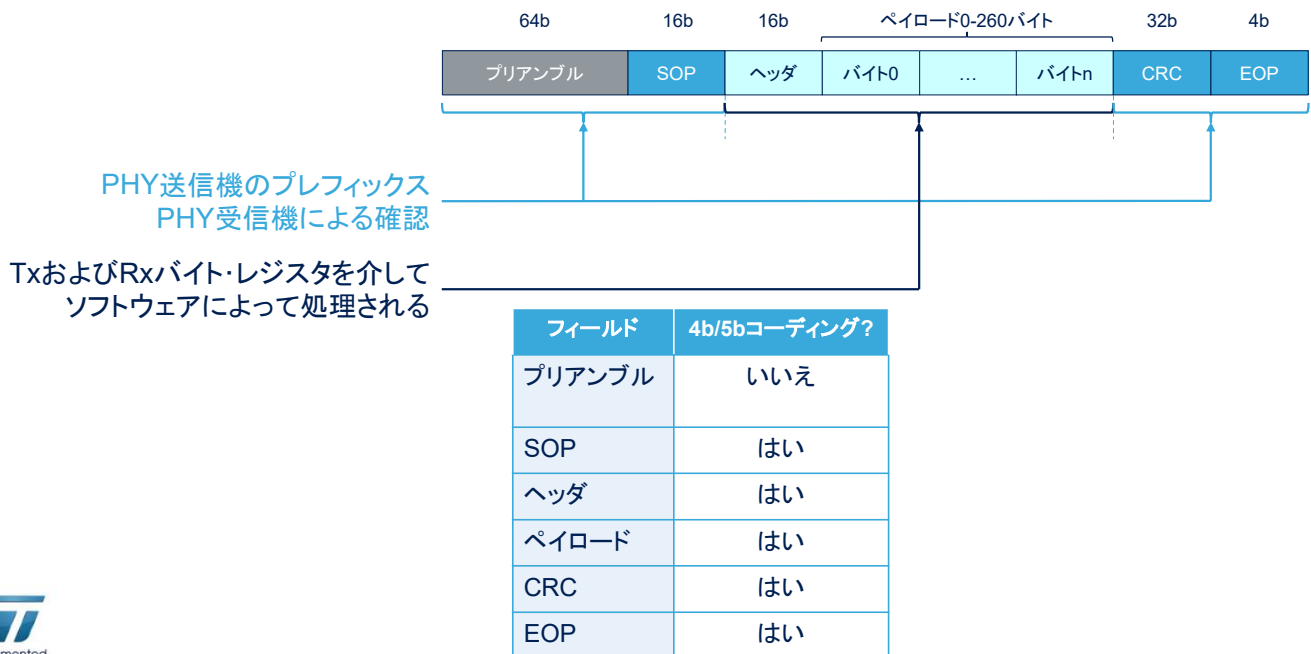 64b 16b 16b ペイロード0-260バイト 32b 4b
プリアンブル SOP ヘッダ バイト0 … バイトn CRC EOP
PHY送信機のプレフィックス
PHY受信機による確認
TxおよびRxバイト・レジスタを介して
ソフトウェアによって処理される
フィールド 4b/5bコーディング?
プリアンブル いいえ
SOP はい
ヘッダ はい
ペイロード はい
CRC はい
EOP はい